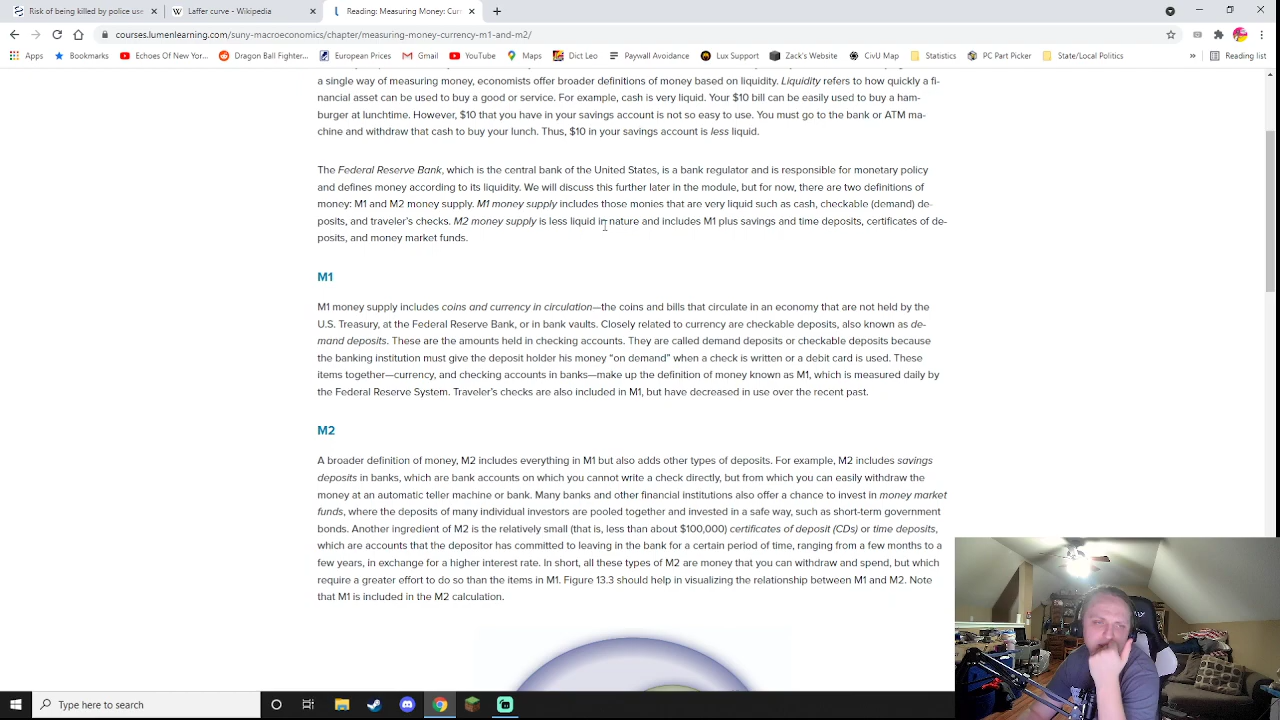 Risk of being killed by police use
Laffer curve - Wikipedia
Reading: Measuring Money: Curr
courses.lumenlearning.com/suny-macroeconomics/chapter/measuring-money-currency-m1-and-m2/
Apps Bookmarks Echoes Of New Yor... Dragon Ball Fighter... European Prices Gmail YouTube Maps Dict Leo Paywall Avoidance Lux Support Zack's Website CivU Map Statistics PC Part Picker State/Local Politics » Reading list
a single way of measuring money, economists offer broader definitions of money based on liquidity. Liquidity refers to how quickly a fi-
nancial asset can be used to buy a good or service. For example, cash is very liquid. Your $10 bill can be easily used to buy a ham-
burger at lunchtime. However, $10 that you have in your savings account is not so easy to use. You must go to the bank or ATM ma-
chine and withdraw that cash to buy your lunch. Thus, $10 in your savings account is less liquid.
The Federal Reserve Bank, which is the central bank of the United States, is a bank regulator and is responsible for monetary policy
and defines money according to its liquidity. We will discuss this further later in the module, but for now, there are two definitions of
money: M1 and M2 money supply. M1 money supply includes those monies that are very liquid such as cash, checkable (demand) de-
posits, and traveler's checks. M2 money supply is less liquid in nature and includes M1 plus savings and time deposits, certificates of de-
posits, and money market funds.
M1
M1 money supply includes coins and currency in circulation—the coins and bills that circulate in an economy that are not held by the
U.S. Treasury, at the Federal Reserve Bank, or in bank vaults. Closely related to currency are checkable deposits, also known as de-
mand deposits. These are the amounts held in checking accounts. They are called demand deposits or checkable deposits because
the banking institution must give the deposit holder his money “on demand” when a check is written or a debit card is used. These
items together—currency, and checking accounts in banks—make up the definition of money known as M1, which is measured daily by
the Federal Reserve System. Traveler's checks are also included in M1, but have decreased in use over the recent past.
M2
A broader definition of money, M2 includes everything in M1 but also adds other types of deposits. For example, M2 includes savings
deposits in banks, which are bank accounts on which you cannot write a check directly, but from which you can easily withdraw the
money at an automatic teller machine or bank. Many banks and other financial institutions also offer a chance to invest in money market
funds, where the deposits of many individual investors are pooled together and invested in a safe way, such as short-term government
bonds. Another ingredient of M2 is the relatively small (that is, less than about $100,000) certificates of deposit (CDs) or time deposits,
which are accounts that the depositor has committed to leaving in the bank for a certain period of time, ranging from a few months to a
few years, in exchange for a higher interest rate. In short, all these types of M2 are money that you can withdraw and spend, but which
require a greater effort to do so than the items in M1. Figure 13.3 should help in visualizing the relationship between M1 and M2. Note
that M1 is included in the M2 calculation.
Type here to search